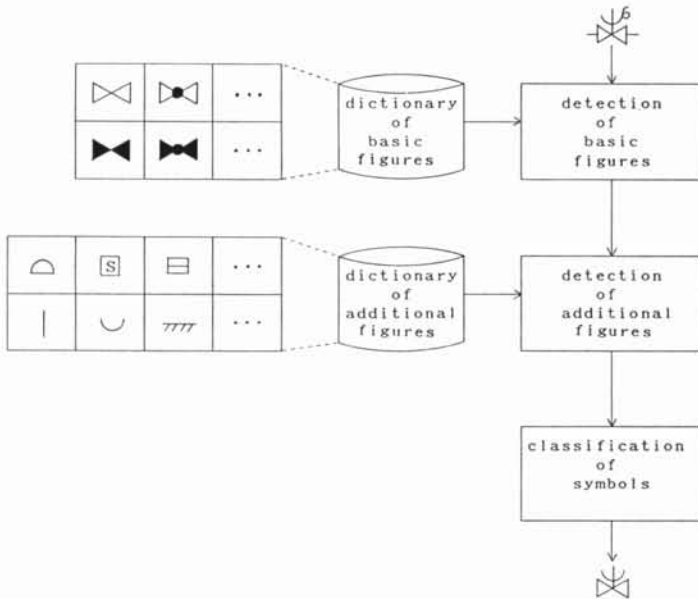 dictionary
of
basic
figures
detection
of
basic
figures
S
dictionary
of
additional
figures
detection
of
additional
figures
classification
of
symbols